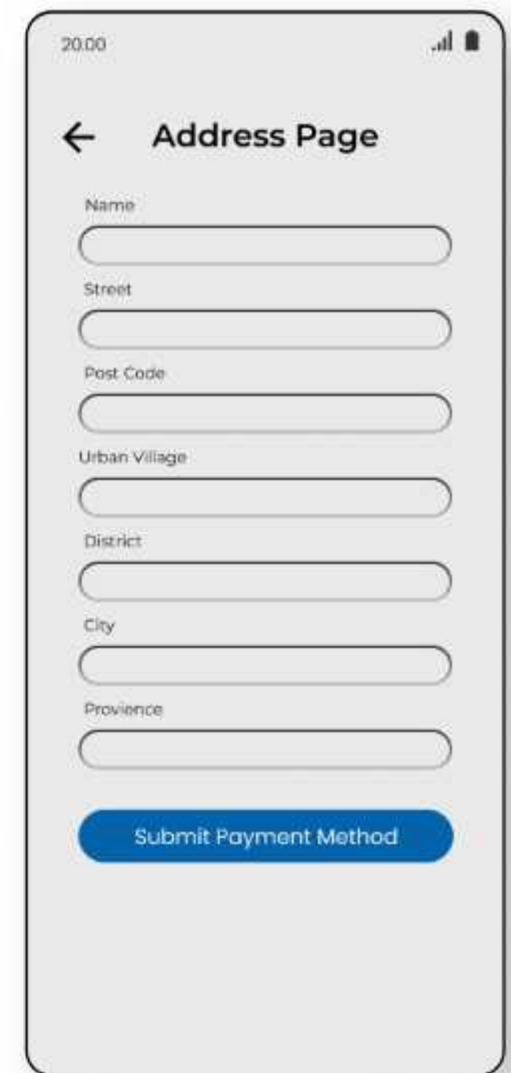 20.00
Address Page
Name
Street
Post Code
Urban Village
District
City
Provience
Submit Payment Method